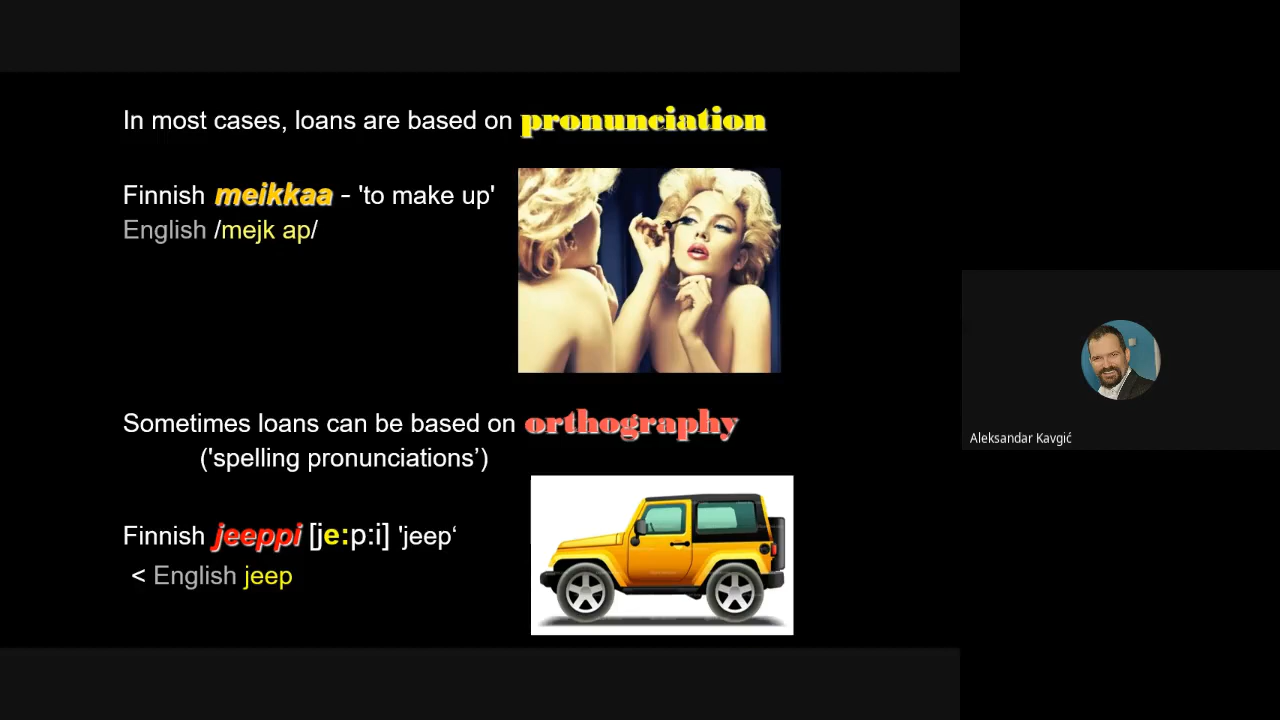 In most cases, loans are based on pronunciation
Finnish meikkaa - 'to make up'
English /mejk ap/
Sometimes loans can be based on orthography
('spelling pronunciations’)
Finnish jeeppi [je:p:i] 'jeep‘
< English jeep
Aleksandar Kavgić